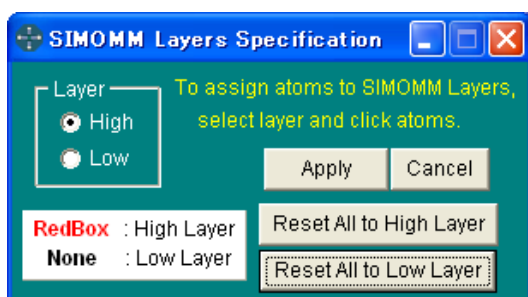 SIMOMM Layers Specification
Layer
High
Low
To assign atoms to SIMOMM Layers,
select layer and click atoms.
Apply
Cancel
RedBox : High Layer
None : Low Layer
Reset All to High Layer
Reset All to Low Layer